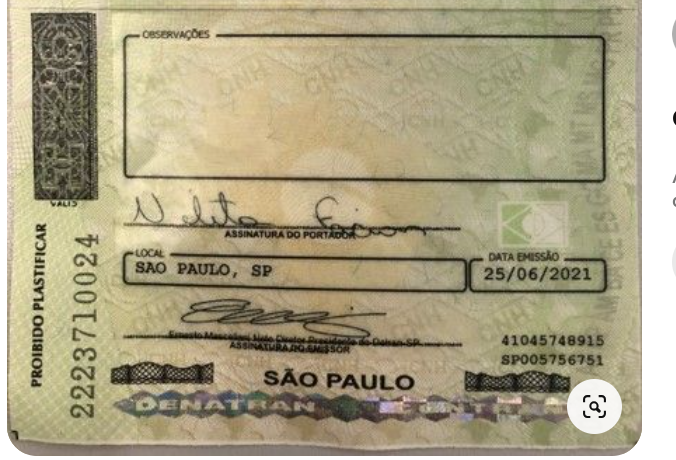 OBSERVAÇÕES
VALID
PROIBIDO PLASTIFICAR
2223710024
ASSINATURA DO PORTADOR
LOCAL
SAO PAULO, SP
DATA EMISSÃO
25/06/2021
Ernesto Mascellani Neto Diretor Presidente do Detran-SP
ASSINATURA DO EMISSOR
41045748915
SP005756751
SÃO PAULO
DENATRAN